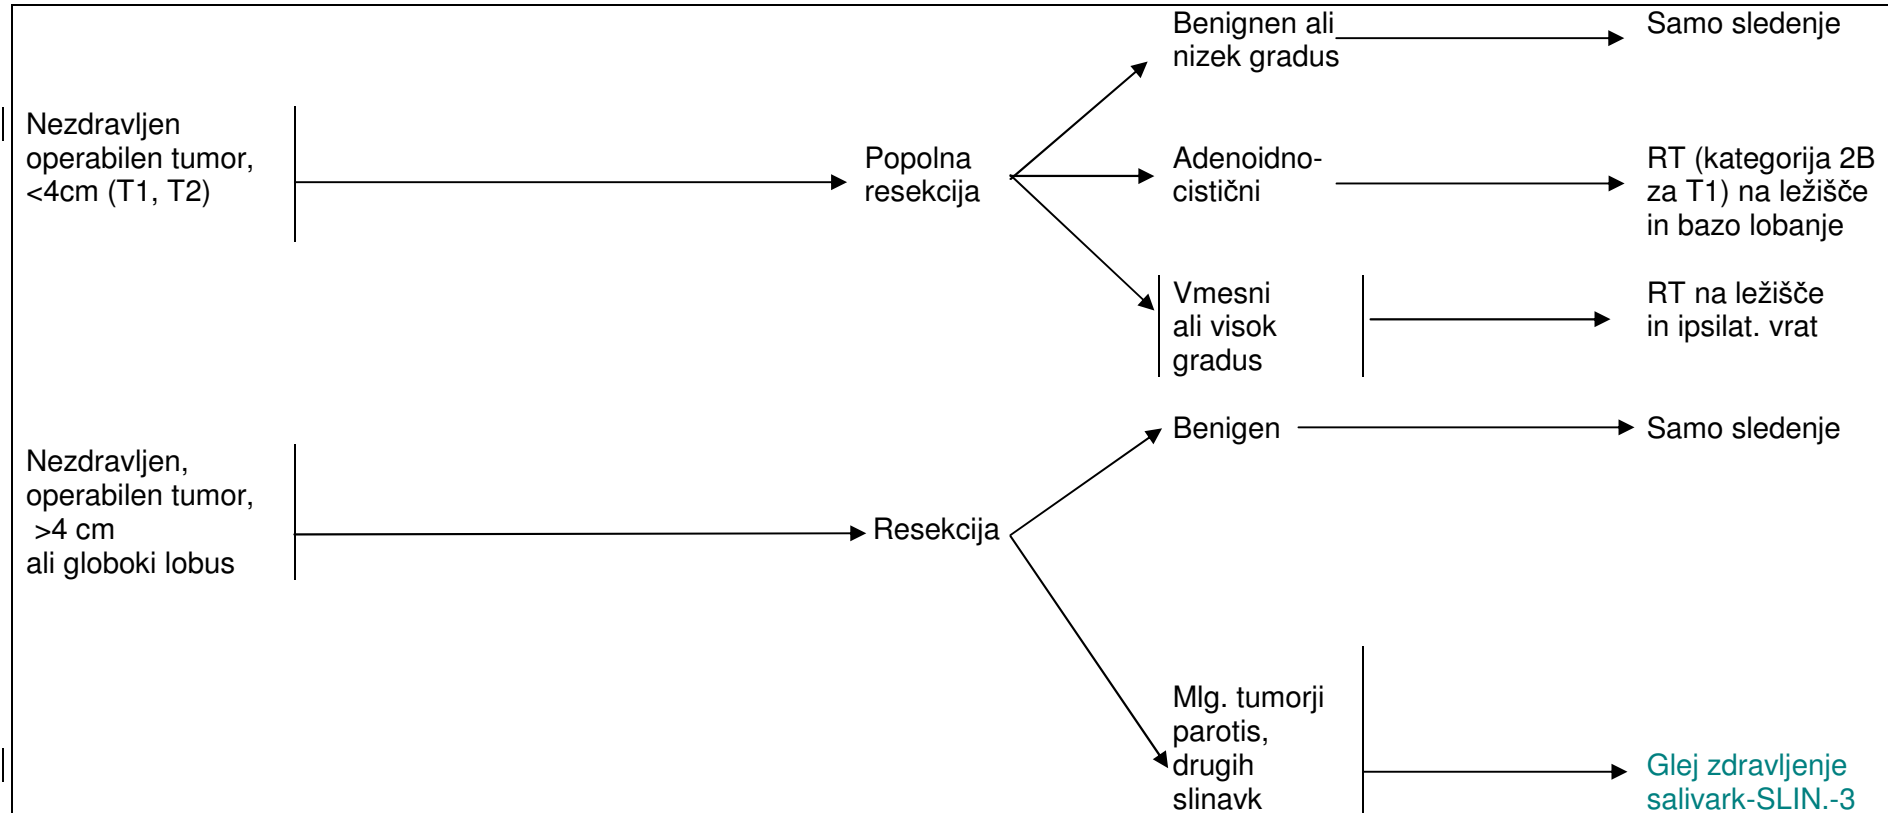 Benignen ali
nizek gradus
Samo sledenje
Nezdravljen
operabilen tumor,
<4cm (T1, T2)
Popolna
resekcija
Adenoidno-
cistični
RT (kategorija 2B
za T1) na ležišče
in bazo lobanje
Vmesni
ali visok
gradus
RT na ležišče
in ipsilat. vrat
Nezdravljen,
operabilen tumor,
>4 cm
ali globoki lobus
Resekcija
Benigen
Samo sledenje
Mlg. tumorji
parotis,
drugih
slinavk
Glej zdravljenje
salivark-SLIN.-3